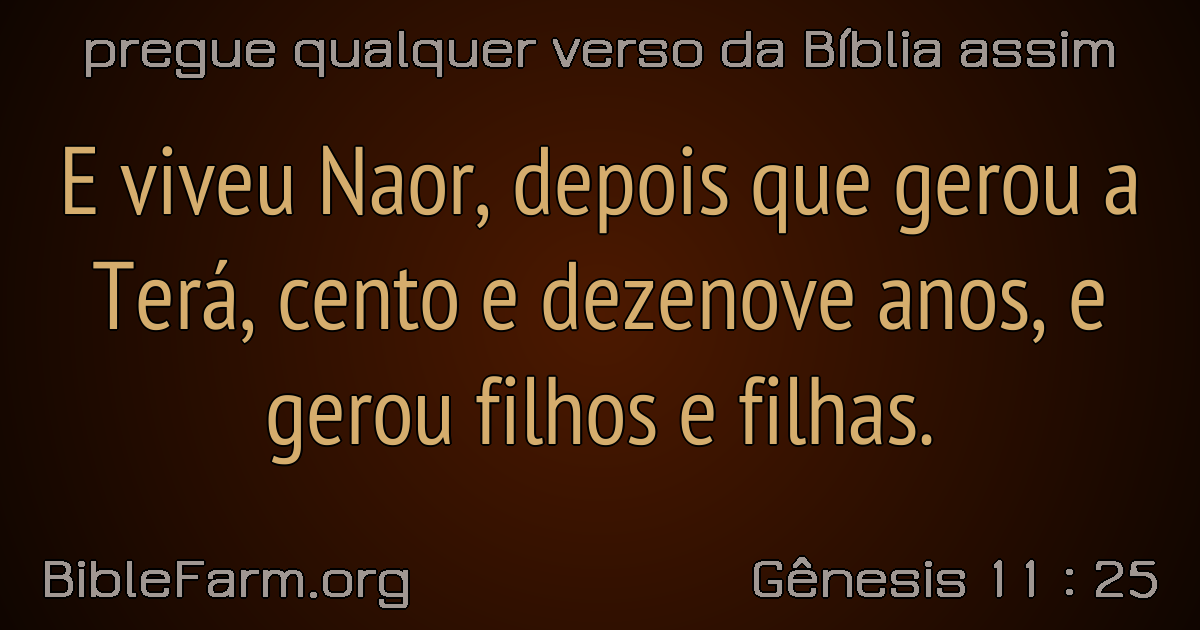 pregue qualquer verso da Bíblia assim
E viveu Naor, depois que gerou a
Terá, cento e dezenove anos, e
gerou filhos e filhas.
BibleFarm.org
Gênesis 11 : 25